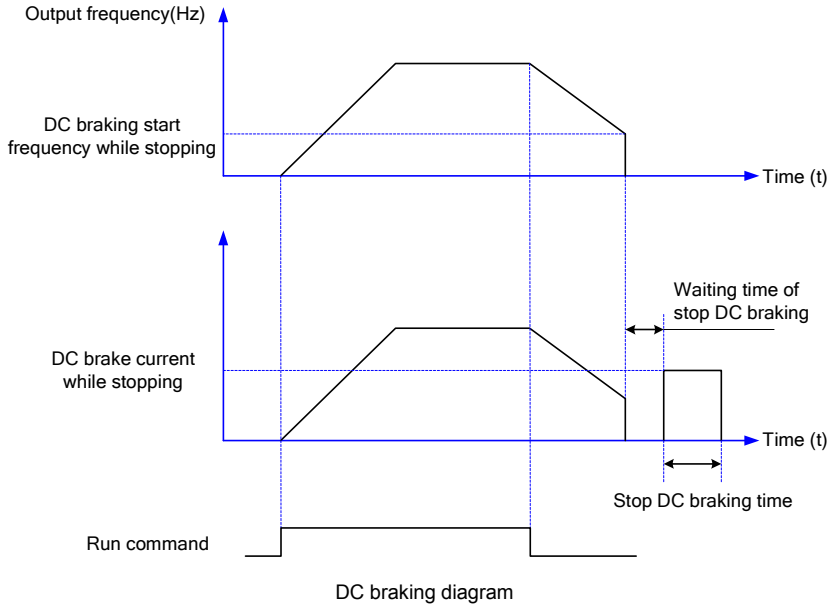 Output frequency(Hz)
DC braking start
frequency while stopping
Time (t)
Waiting time of
stop DC braking
DC brake current
while stopping
Time (t)
Stop DC braking time
Run command
DC braking diagram